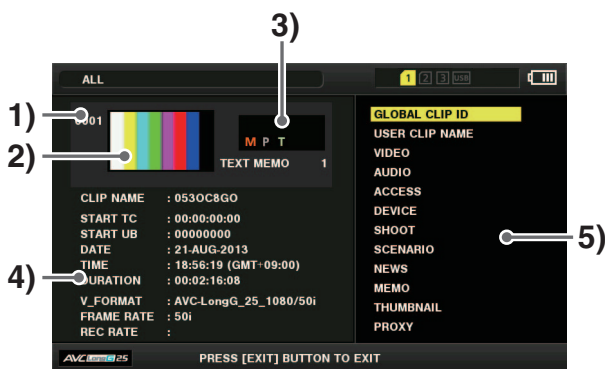 3)
ALL
1 2 3 USB
1)
0001
2)
M P T
TEXT MEMO 1
CLIP NAME : 053OC8GO
START TC : 00:00:00:00
START UB : 00000000
DATE : 21-AUG-2013
TIME : 18:56:19 (GMT+09:00)
4)
DURATION : 00:02:16:08
V_FORMAT : AVC-LongG_25_1080/50i
FRAME RATE : 50i
REC RATE :
GLOBAL CLIP ID
USER CLIP NAME
VIDEO
AUDIO
ACCESS
DEVICE
SHOOT
5)
SCENARIO
NEWS
MEMO
THUMBNAIL
PROXY
AVC LongG 25
PRESS [EXIT] BUTTON TO EXIT